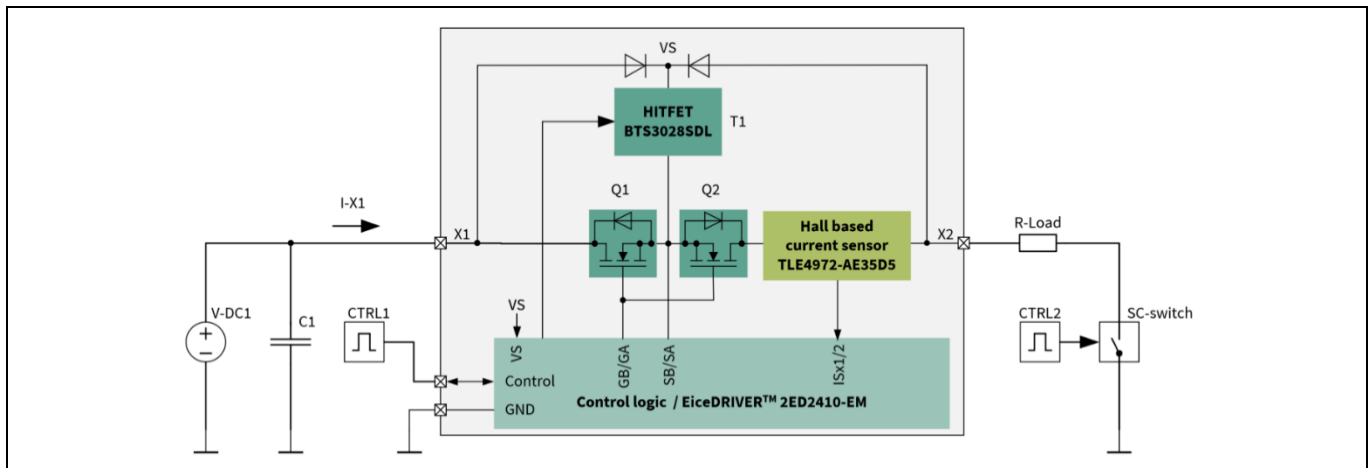 VS
HITFET
BTS3028SDL
T1
Q1
Q2
I-X1
X1
Hall based
current sensor
TLE4972-AE35D5
X2
R-Load
VS
V-DC1
C1
CTRL1
CTRL2
SC-switch
VS
GB/GA
SB/SA
ISx1/2
Control
Control logic / EiceDRIVER™ 2ED2410-EM
GND